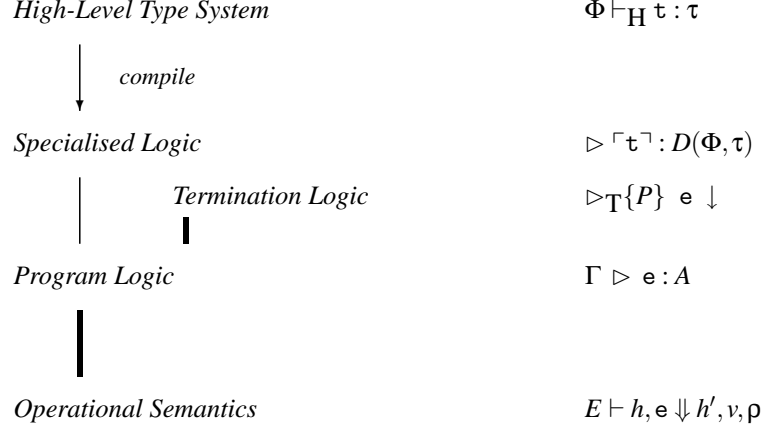 High-Level Type System Φ ⊢H t : τ
compile
Specialised Logic ▷ ⌜t⌝ : D(Φ,τ)
Termination Logic ▷T{P} e ↓
Program Logic Γ ▷ e : A
Operational Semantics E ⊢ h,e ⇓ h′,v,ρ